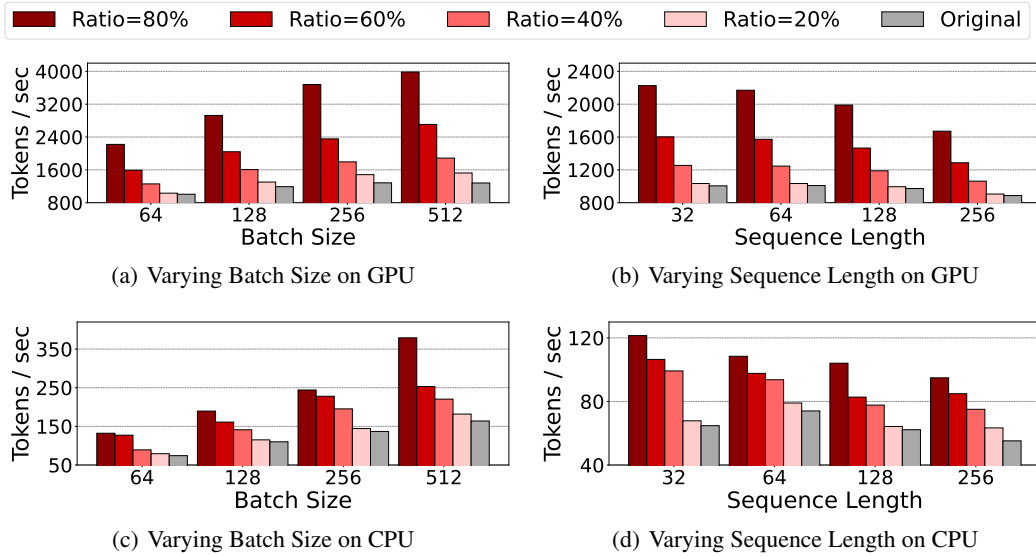 Ratio=80% Ratio=60% Ratio=40% Ratio=20% Original
Tokens / sec
4000
3200
2400
1600
800
64 128 256 512
Batch Size
(a) Varying Batch Size on GPU
Tokens / sec
2400
2000
1600
1200
800
32 64 128 256
Sequence Length
(b) Varying Sequence Length on GPU
Tokens / sec
350
250
150
50
64 128 256 512
Batch Size
(c) Varying Batch Size on CPU
Tokens / sec
120
80
40
32 64 128 256
Sequence Length
(d) Varying Sequence Length on CPU